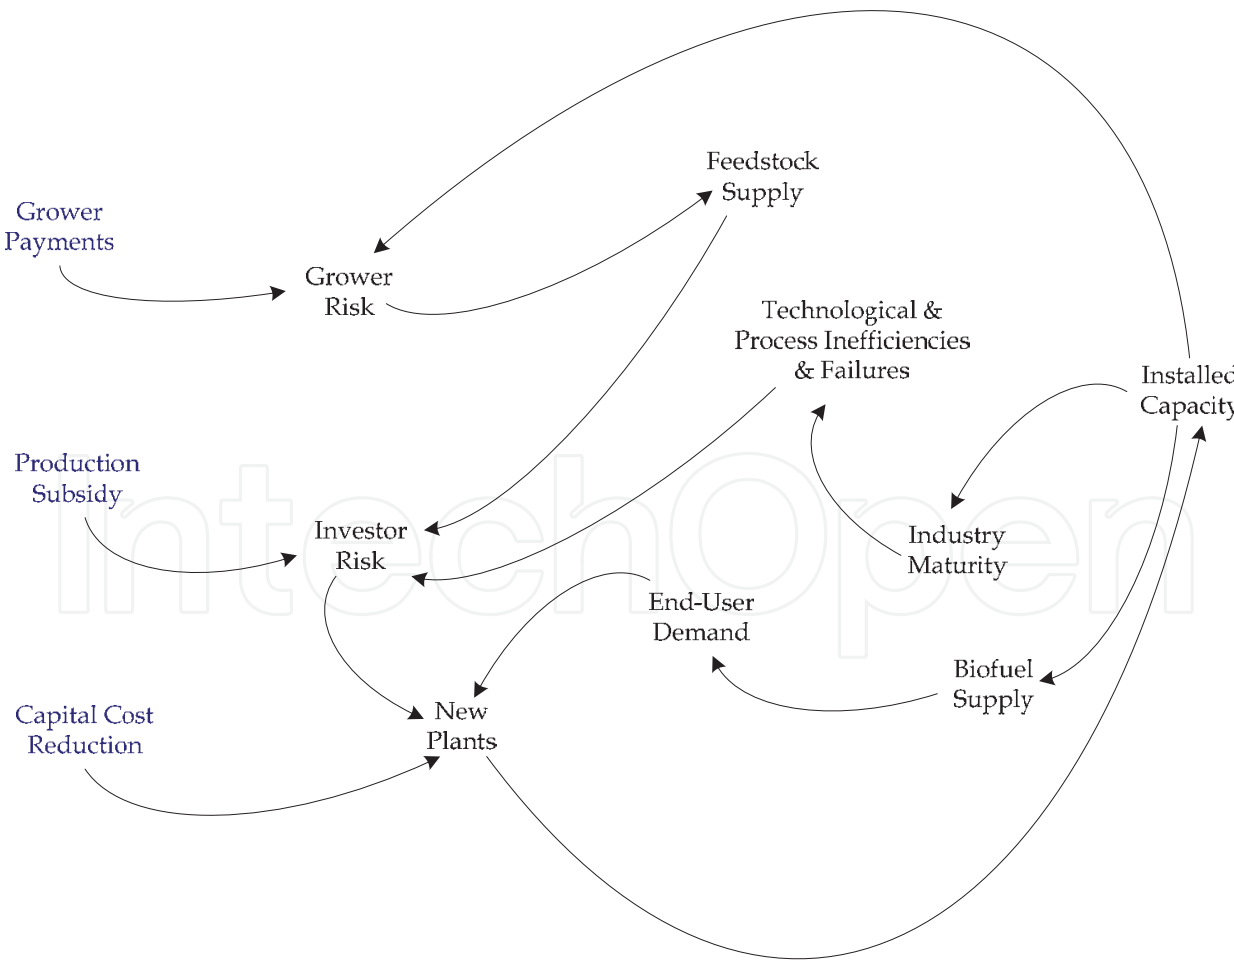 Feedstock
Supply
Grower
Payments
Grower
Risk
Technological &
Process Inefficiencies
& Failures
Installed
Capacity
Production
Subsidy
Investor
Risk
Industry
Maturity
End-User
Demand
Biofuel
Supply
Capital Cost
Reduction
New
Plants
IntechOpen